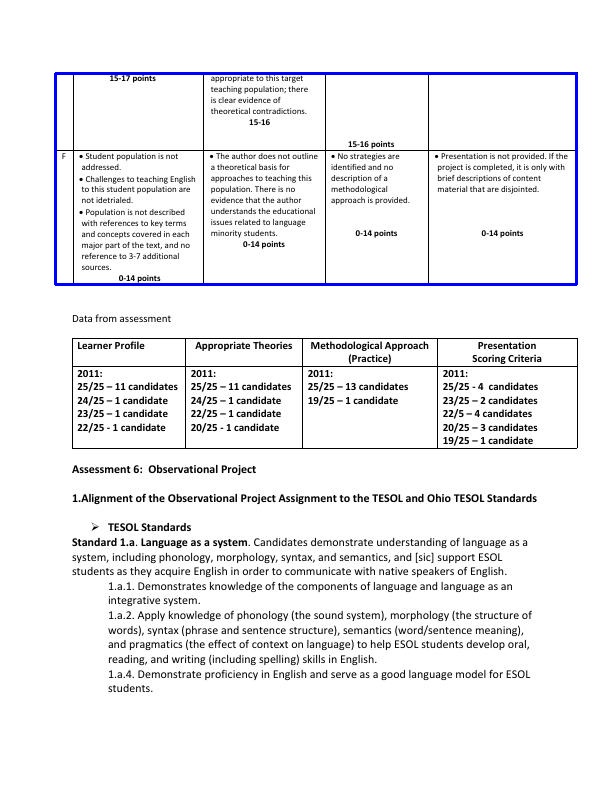 15-17 points
appropriate to this target
teaching population; there
is clear evidence of
theoretical contradictions.
15-16
15-16 points
F
• Student population is not
addressed.
• Challenges to teaching English
to this student population are
not idetrialed.
• Population is not described
with references to key terms
and concepts covered in each
major part of the text, and no
reference to 3-7 additional
sources.
0-14 points
• The author does not outline
a theoretical basis for
approaches to teaching this
population. There is no
evidence that the author
understands the educational
issues related to language
minority students.
0-14 points
• No strategies are
identified and no
description of a
methodological
approach is provided.
0-14 points
• Presentation is not provided. If the
project is completed, it is only with
brief descriptions of content
material that are disjointed.
0-14 points
Data from assessment
Learner Profile
Appropriate Theories
Methodological Approach
(Practice)
Presentation
Scoring Criteria
2011:
25/25 – 11 candidates
24/25 – 1 candidate
23/25 – 1 candidate
22/25 - 1 candidate
2011:
25/25 – 11 candidates
24/25 – 1 candidate
22/25 – 1 candidate
20/25 - 1 candidate
2011:
25/25 – 13 candidates
19/25 – 1 candidate
2011:
25/25 - 4  candidates
23/25 – 2 candidates
22/5 – 4 candidates
20/25 – 3 candidates
19/25 – 1 candidate
Assessment 6:  Observational Project
1.Alignment of the Observational Project Assignment to the TESOL and Ohio TESOL Standards
➢ TESOL Standards
Standard 1.a. Language as a system. Candidates demonstrate understanding of language as a
system, including phonology, morphology, syntax, and semantics, and [sic] support ESOL
students as they acquire English in order to communicate with native speakers of English.
1.a.1. Demonstrates knowledge of the components of language and language as an
integrative system.
1.a.2. Apply knowledge of phonology (the sound system), morphology (the structure of
words), syntax (phrase and sentence structure), semantics (word/sentence meaning),
and pragmatics (the effect of context on language) to help ESOL students develop oral,
reading, and writing (including spelling) skills in English.
1.a.4. Demonstrate proficiency in English and serve as a good language model for ESOL
students.